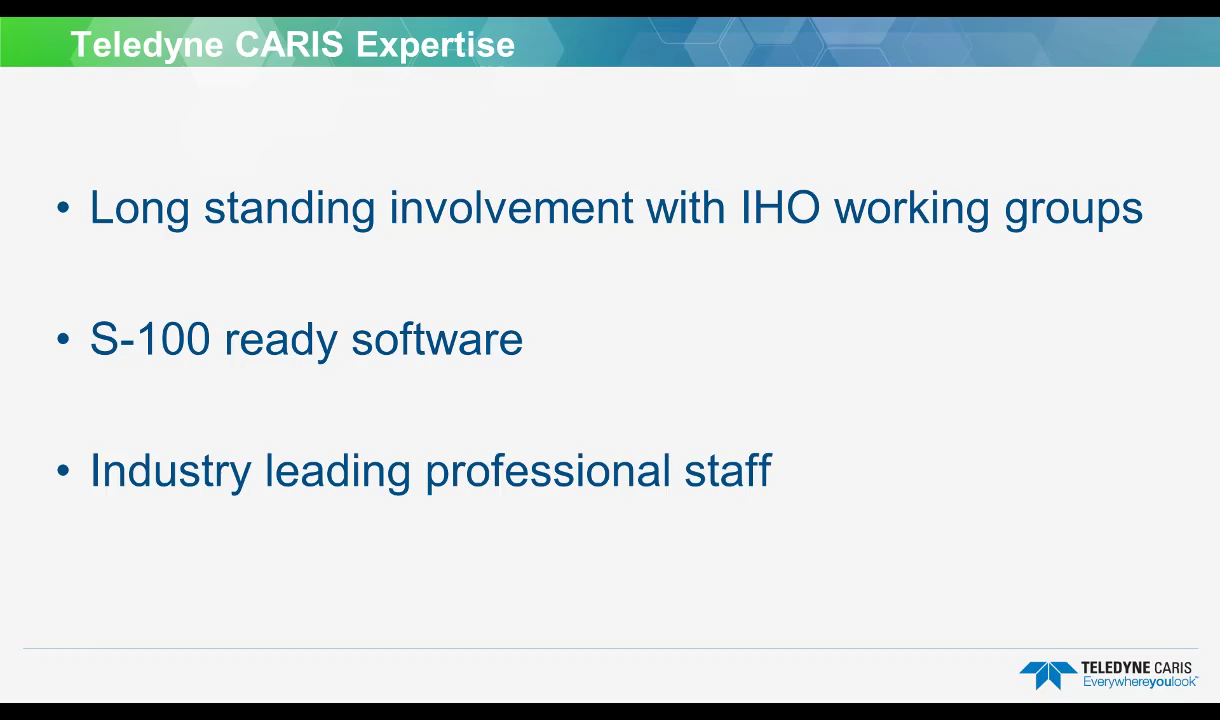 Teledyne CARIS Expertise
• Long standing involvement with IHO working groups
• S-100 ready software
• Industry leading professional staff
TELEDYNE CARIS
Everywhereyoulook™